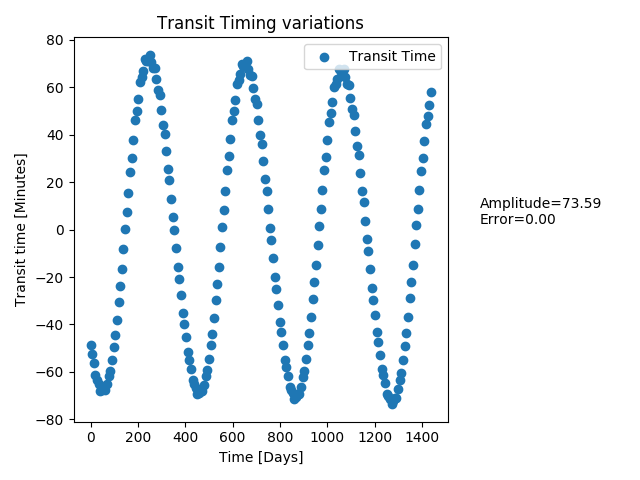 Transit Timing variations
Transit Time
Transit time [Minutes]
80
60
40
20
0
−20
−40
−60
−80
0 200 400 600 800 1000 1200 1400
Time [Days]
Amplitude=73.59
Error=0.00